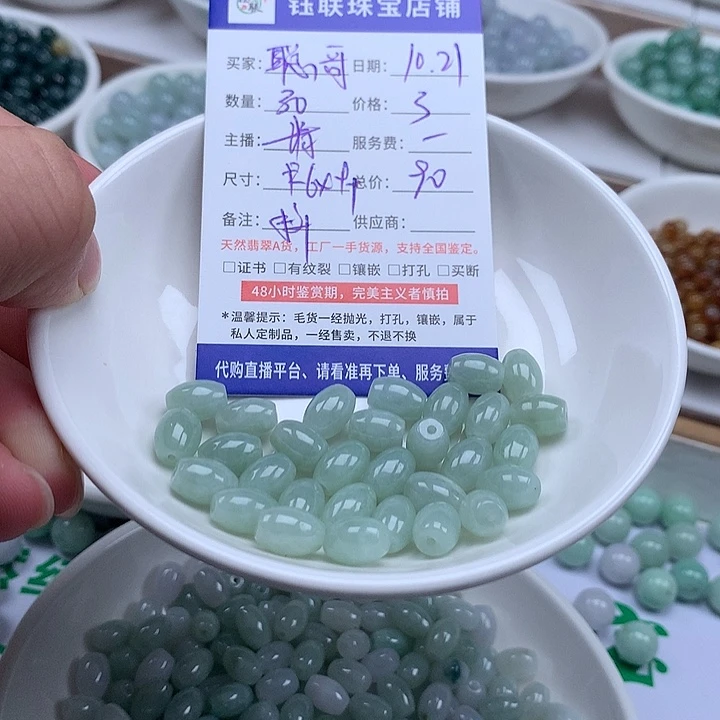 钰联珠宝店铺
买家：聪哥 日期：10.21
数量：30 价格：3
主播： 服务费：一
尺寸： 总价：90
备注： 供应商：
天然翡翠A货，工厂一手货源，支持全国鉴定。
□证书 □有纹裂 □镶嵌 □打孔 □买断
48小时鉴赏期，完美主义者慎拍
*温馨提示：毛货一经抛光，打孔，镶嵌，属于
私人定制品，一经售卖，不退不换
代购直播平台、请看准再下单、服务